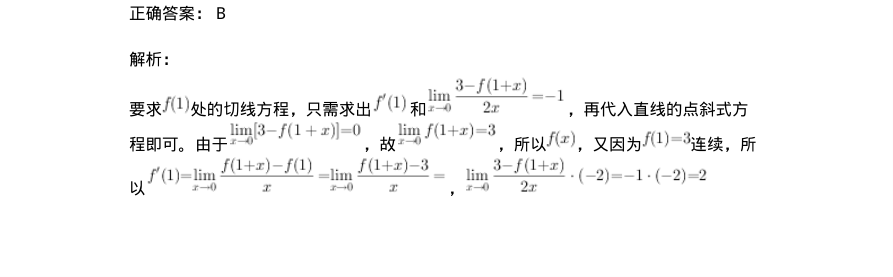 正确答案： B
解析：
要求f(1)处的切线方程，只需求出f′(1)和lim_{x→0} \frac{3−f(1+x)}{2x}=−1，再代入直线的点斜式方
程即可。由于lim_{x→0}[3−f(1+x)]=0，故lim_{x→0} f(1+x)=3，所以f(x)，又因为f(1)=3连续，所
以f′(1)=lim_{x→0} \frac{f(1+x)−f(1)}{x}=lim_{x→0} \frac{f(1+x)−3}{x}=，lim_{x→0} \frac{3−f(1+x)}{2x}·(−2)=−1·(−2)=2